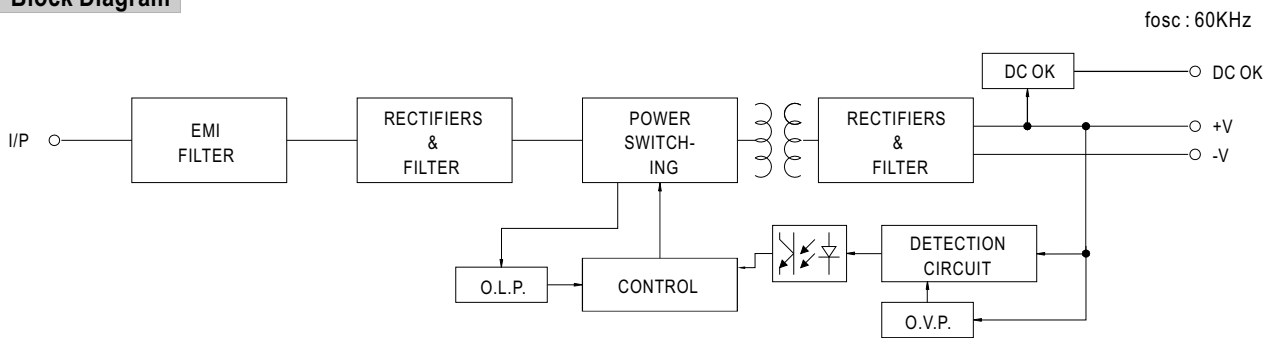 Block Diagram
fosc : 60KHz
DC OK
DC OK
I/P
EMI
FILTER
RECTIFIERS
&
FILTER
POWER
SWITCH-
ING
RECTIFIERS
&
FILTER
+V
-V
O.L.P.
CONTROL
DETECTION
CIRCUIT
O.V.P.